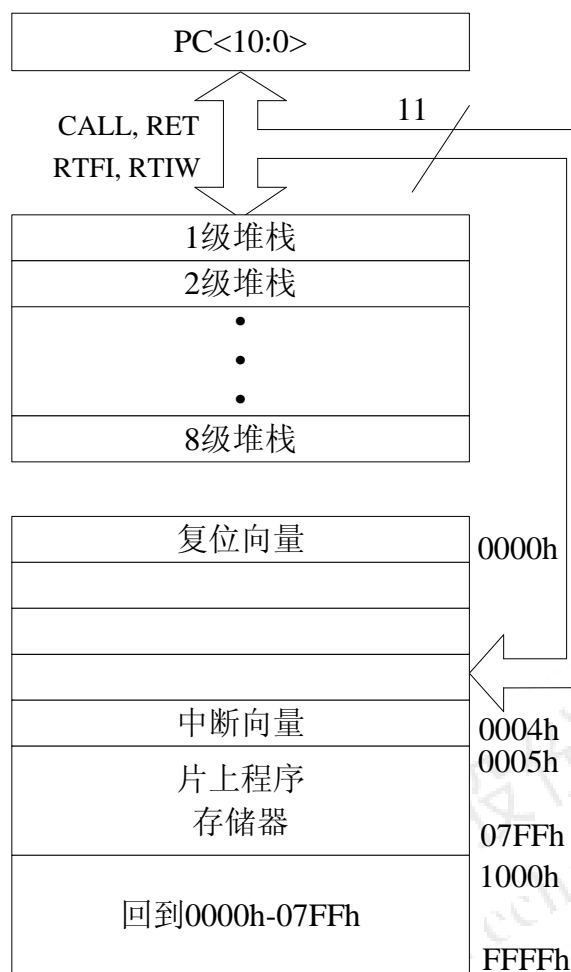 PC<10:0>
CALL, RET
11
RTFI, RTIW
1级堆栈
2级堆栈
8级堆栈
复位向量
0000h
中断向量
0004h
0005h
片上程序
存储器
07FFh
1000h
回到0000h-07FFh
FFFFh